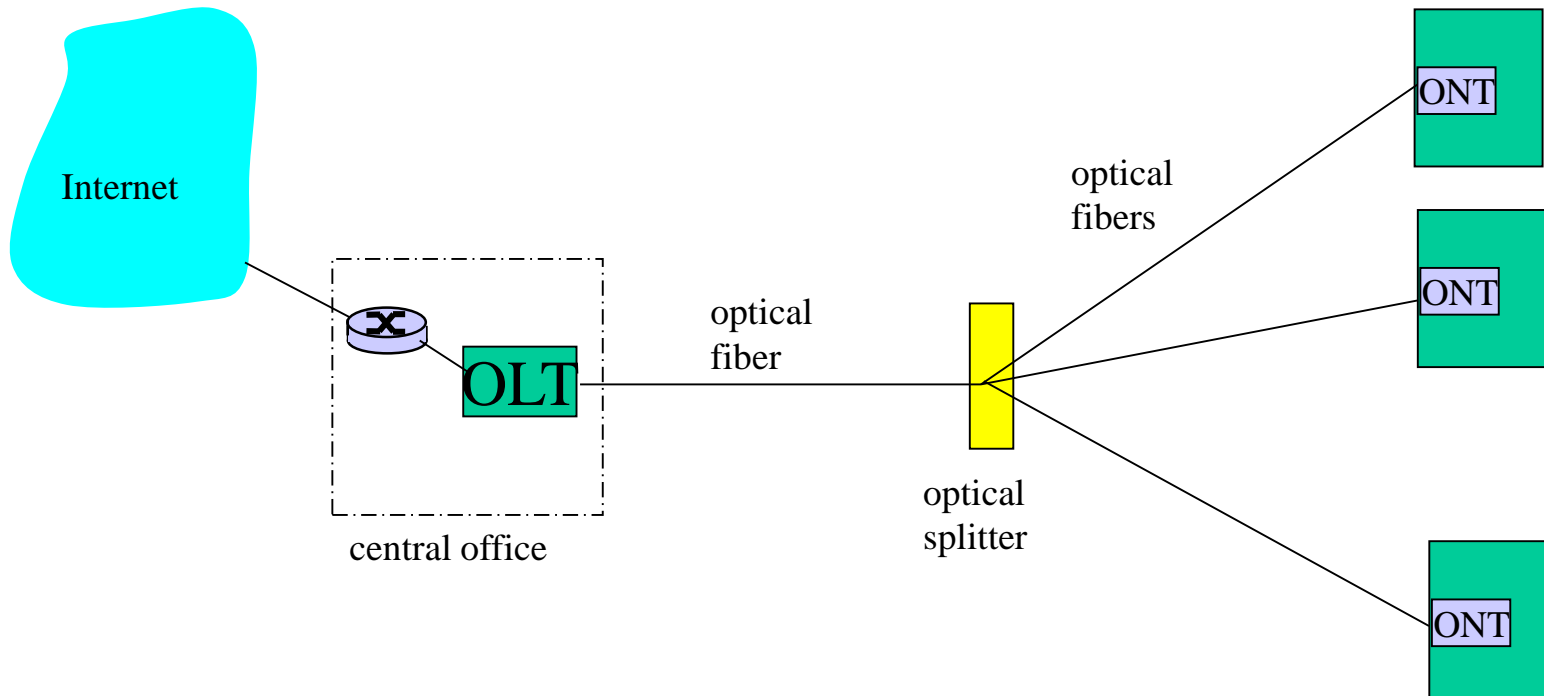 ONT
optical
fibers
Internet
ONT
optical
fiber
OLT
optical
splitter
central office
ONT